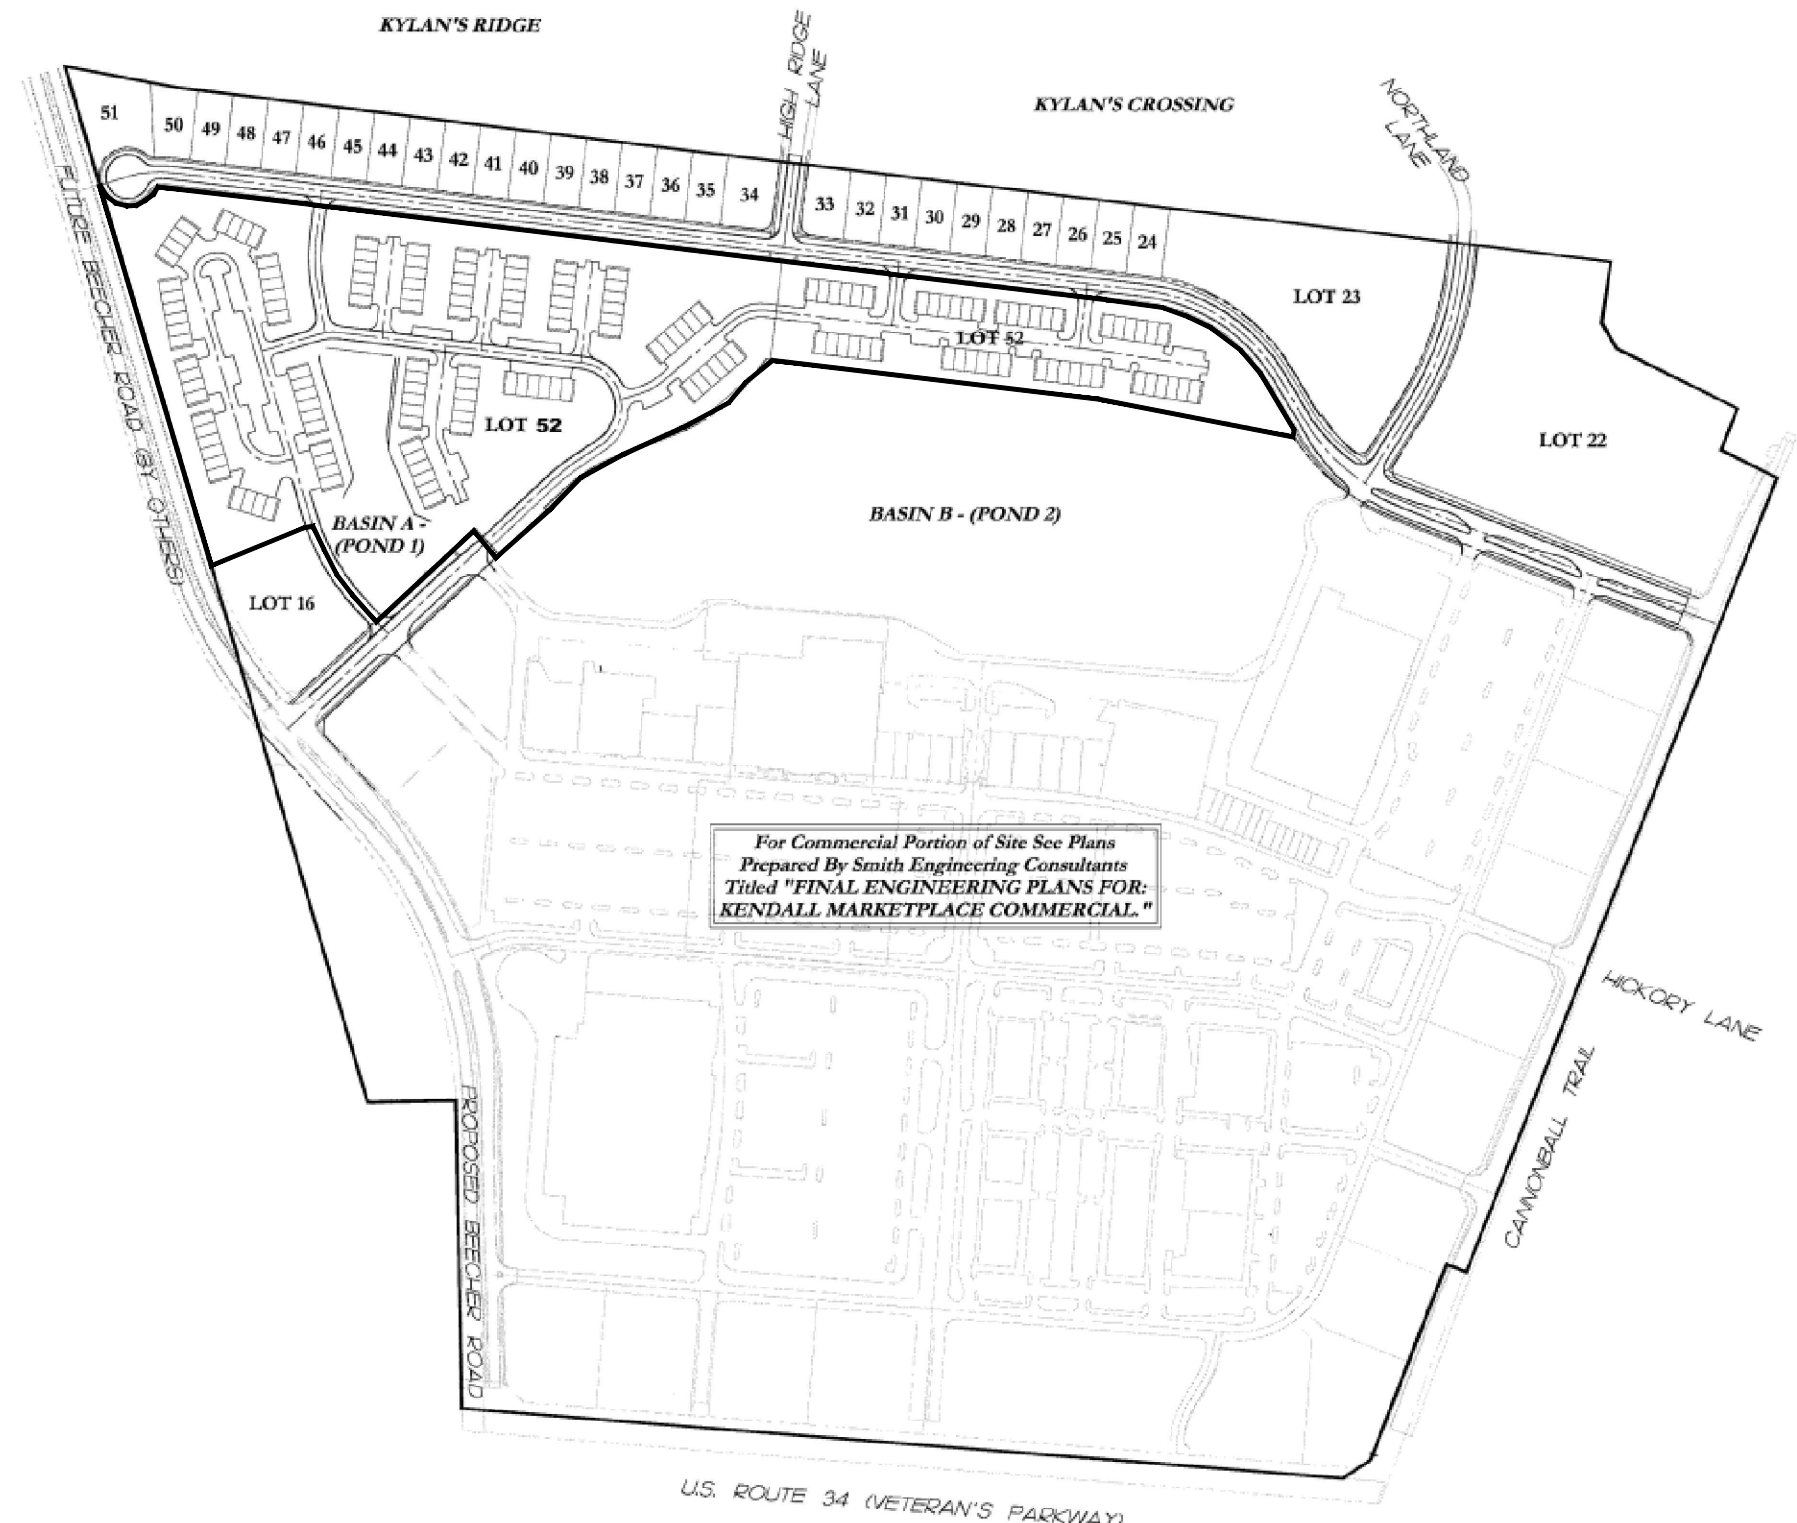 KYLAN'S RIDGE
HIGH RIDGE
LANE
KYLAN'S CROSSING
NORTHLAND
LANE
51
50
49
48
47
46
45
44
43
42
41
40
39
38
37
36
35
34
33
32
31
30
29
28
27
26
25
24
LOT 23
LOT 22
FUTURE BEECHER ROAD (BY OTHERS)
LOT 52
LOT 52
BASIN A -
(POND 1)
BASIN B - (POND 2)
LOT 16
For Commercial Portion of Site See Plans
Prepared By Smith Engineering Consultants
Titled "FINAL ENGINEERING PLANS FOR:
KENDALL MARKETPLACE COMMERCIAL."
HICKORY LANE
CANNONBALL TRAIL
PROPOSED BEECHER ROAD
U.S. ROUTE 34 (VETERAN'S PARKWAY)